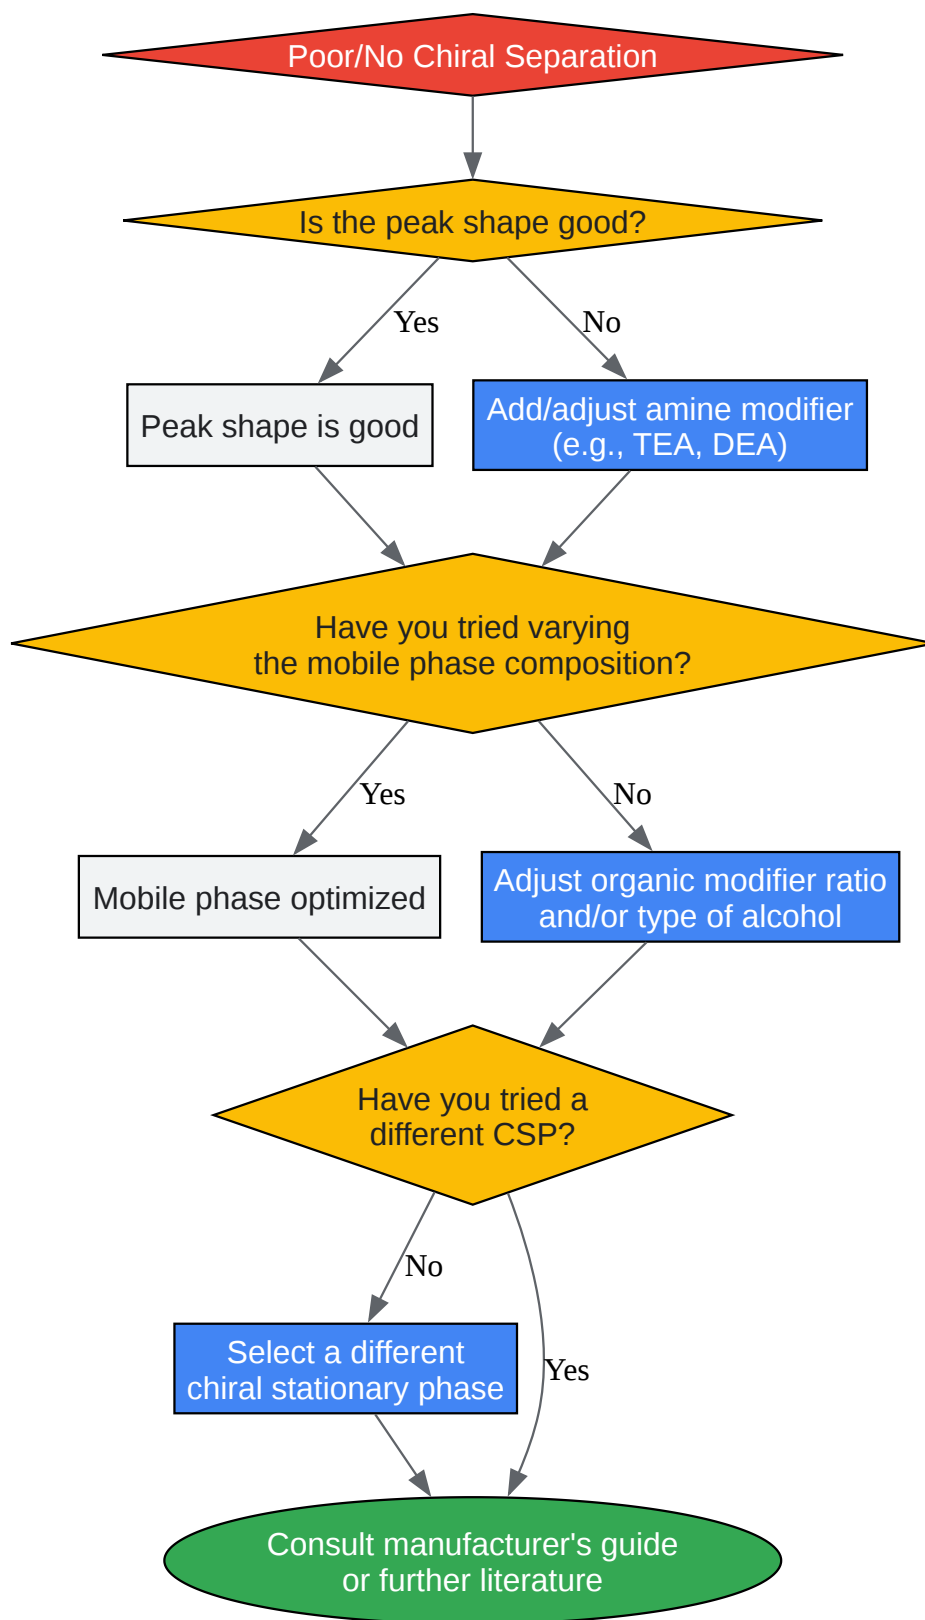 Poor/No Chiral Separation
Is the peak shape good?
Yes
No
Peak shape is good
Add/adjust amine modifier
(e.g., TEA, DEA)
Have you tried varying
the mobile phase composition?
Yes
No
Mobile phase optimized
Adjust organic modifier ratio
and/or type of alcohol
Have you tried a
different CSP?
No
Yes
Select a different
chiral stationary phase
Consult manufacturer's guide
or further literature